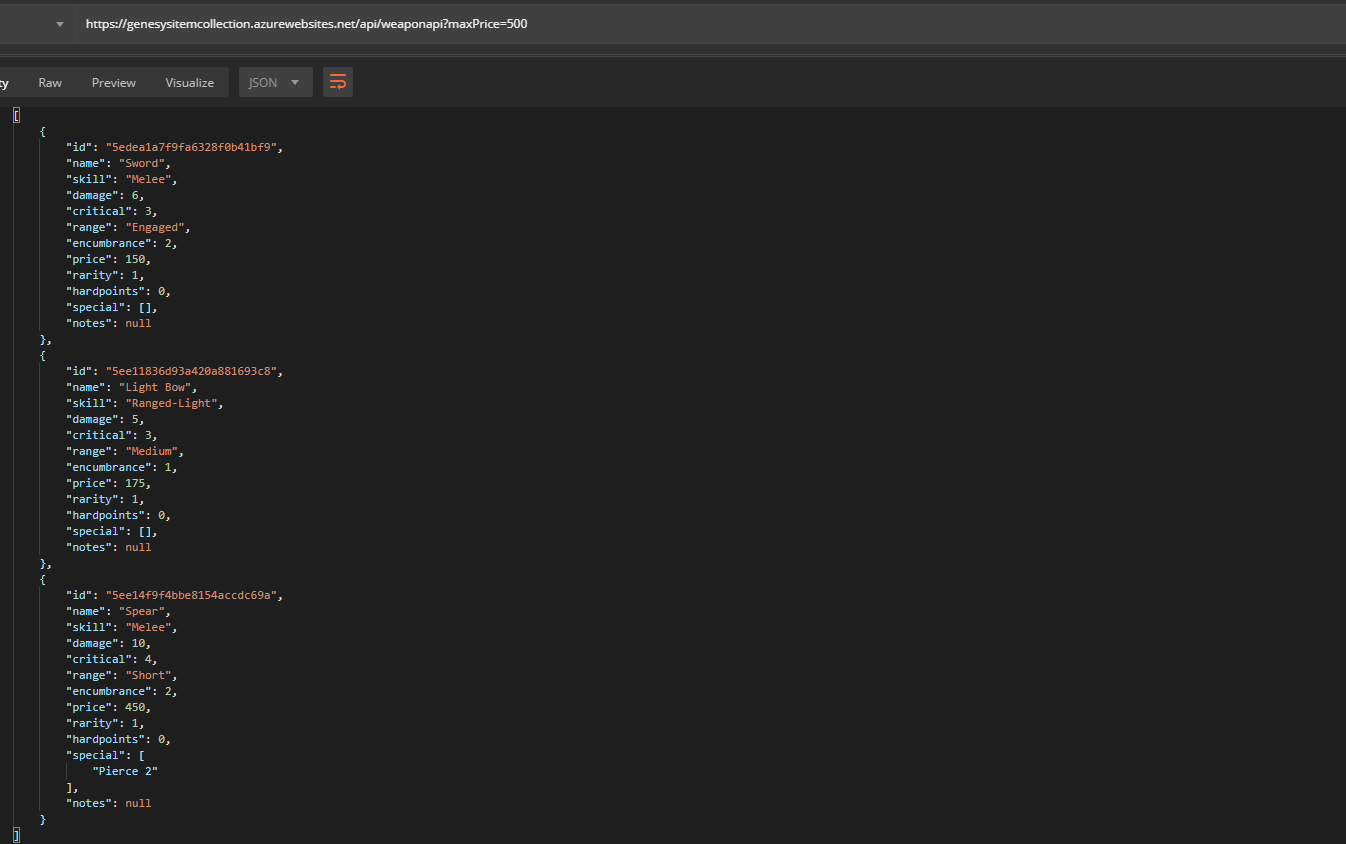 https://genesysitemcollection.azurewebsites.net/api/weaponapi?maxPrice=500
ty Raw Preview Visualize JSON
[
{
"id": "5edea1a7f9fa6328f0b41bf9",
"name": "Sword",
"skill": "Melee",
"damage": 6,
"critical": 3,
"range": "Engaged",
"encumbrance": 2,
"price": 150,
"rarity": 1,
"hardpoints": 0,
"special": [],
"notes": null
},
{
"id": "5ee11836d93a420a881693c8",
"name": "Light Bow",
"skill": "Ranged-Light",
"damage": 5,
"critical": 3,
"range": "Medium",
"encumbrance": 1,
"price": 175,
"rarity": 1,
"hardpoints": 0,
"special": [],
"notes": null
},
{
"id": "5ee14f9f4bbe8154accdc69a",
"name": "Spear",
"skill": "Melee",
"damage": 10,
"critical": 4,
"range": "Short",
"encumbrance": 2,
"price": 450,
"rarity": 1,
"hardpoints": 0,
"special": [
"Pierce 2"
],
"notes": null
}
]